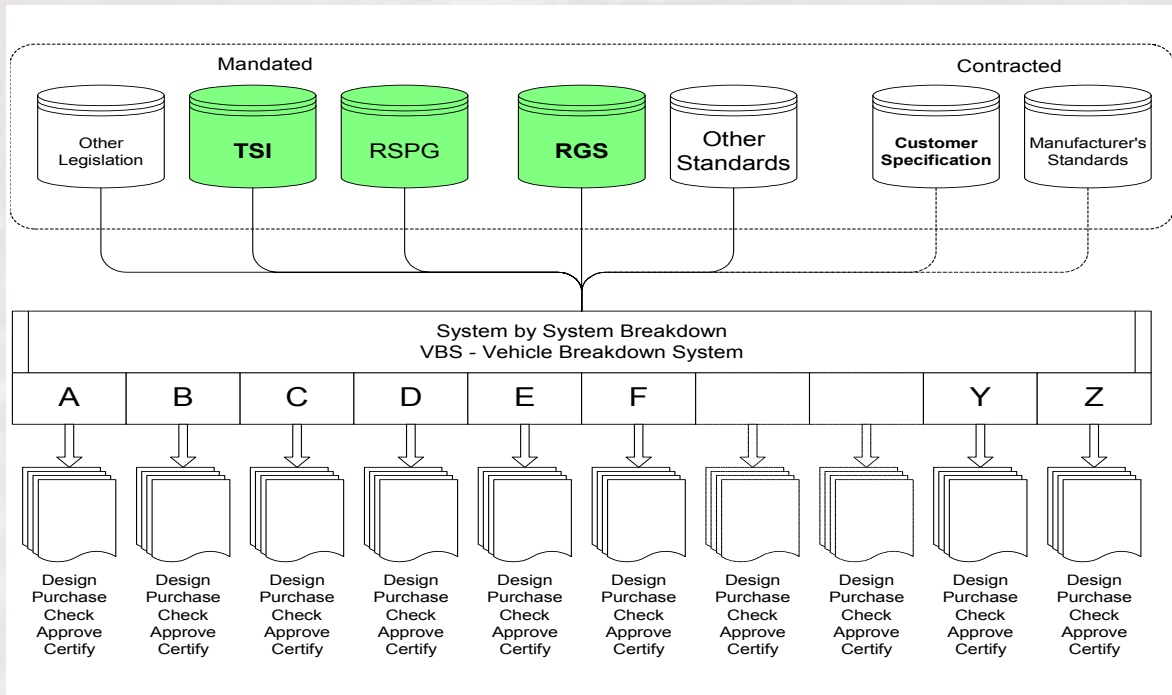 Mandated
Contracted
Other
Legislation
TSI
RSPG
RGS
Other
Standards
Customer
Specification
Manufacturer's
Standards
System by System Breakdown
VBS - Vehicle Breakdown System
A
B
C
D
E
F
Y
Z
Design
Purchase
Check
Approve
Certify
Design
Purchase
Check
Approve
Certify
Design
Purchase
Check
Approve
Certify
Design
Purchase
Check
Approve
Certify
Design
Purchase
Check
Approve
Certify
Design
Purchase
Check
Approve
Certify
Design
Purchase
Check
Approve
Certify
Design
Purchase
Check
Approve
Certify
Design
Purchase
Check
Approve
Certify
Design
Purchase
Check
Approve
Certify